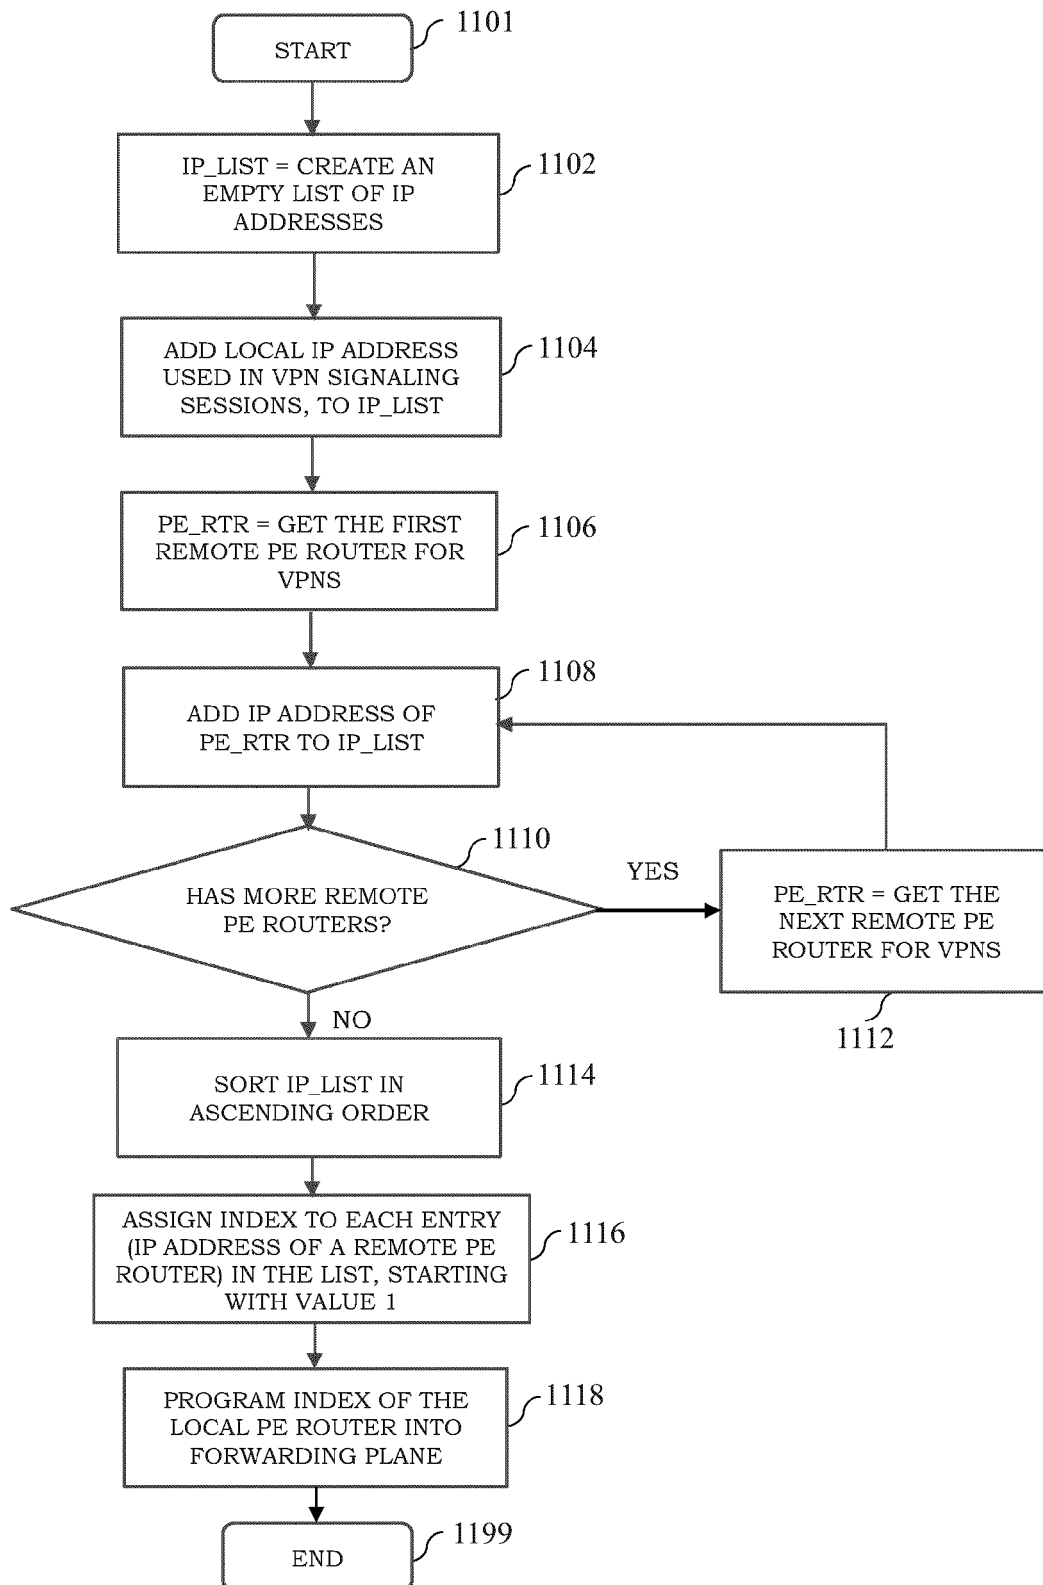 START
1101
IP_LIST = CREATE AN
EMPTY LIST OF IP
ADDRESSES
1102
ADD LOCAL IP ADDRESS
USED IN VPN SIGNALING
SESSIONS, TO IP_LIST
1104
PE_RTR = GET THE FIRST
REMOTE PE ROUTER FOR
VPNS
1106
ADD IP ADDRESS OF
PE_RTR TO IP_LIST
1108
HAS MORE REMOTE
PE ROUTERS?
1110
YES
PE_RTR = GET THE
NEXT REMOTE PE
ROUTER FOR VPNS
1112
NO
SORT IP_LIST IN
ASCENDING ORDER
1114
ASSIGN INDEX TO EACH ENTRY
(IP ADDRESS OF A REMOTE PE
ROUTER) IN THE LIST, STARTING
WITH VALUE 1
1116
PROGRAM INDEX OF THE
LOCAL PE ROUTER INTO
FORWARDING PLANE
1118
END
1199